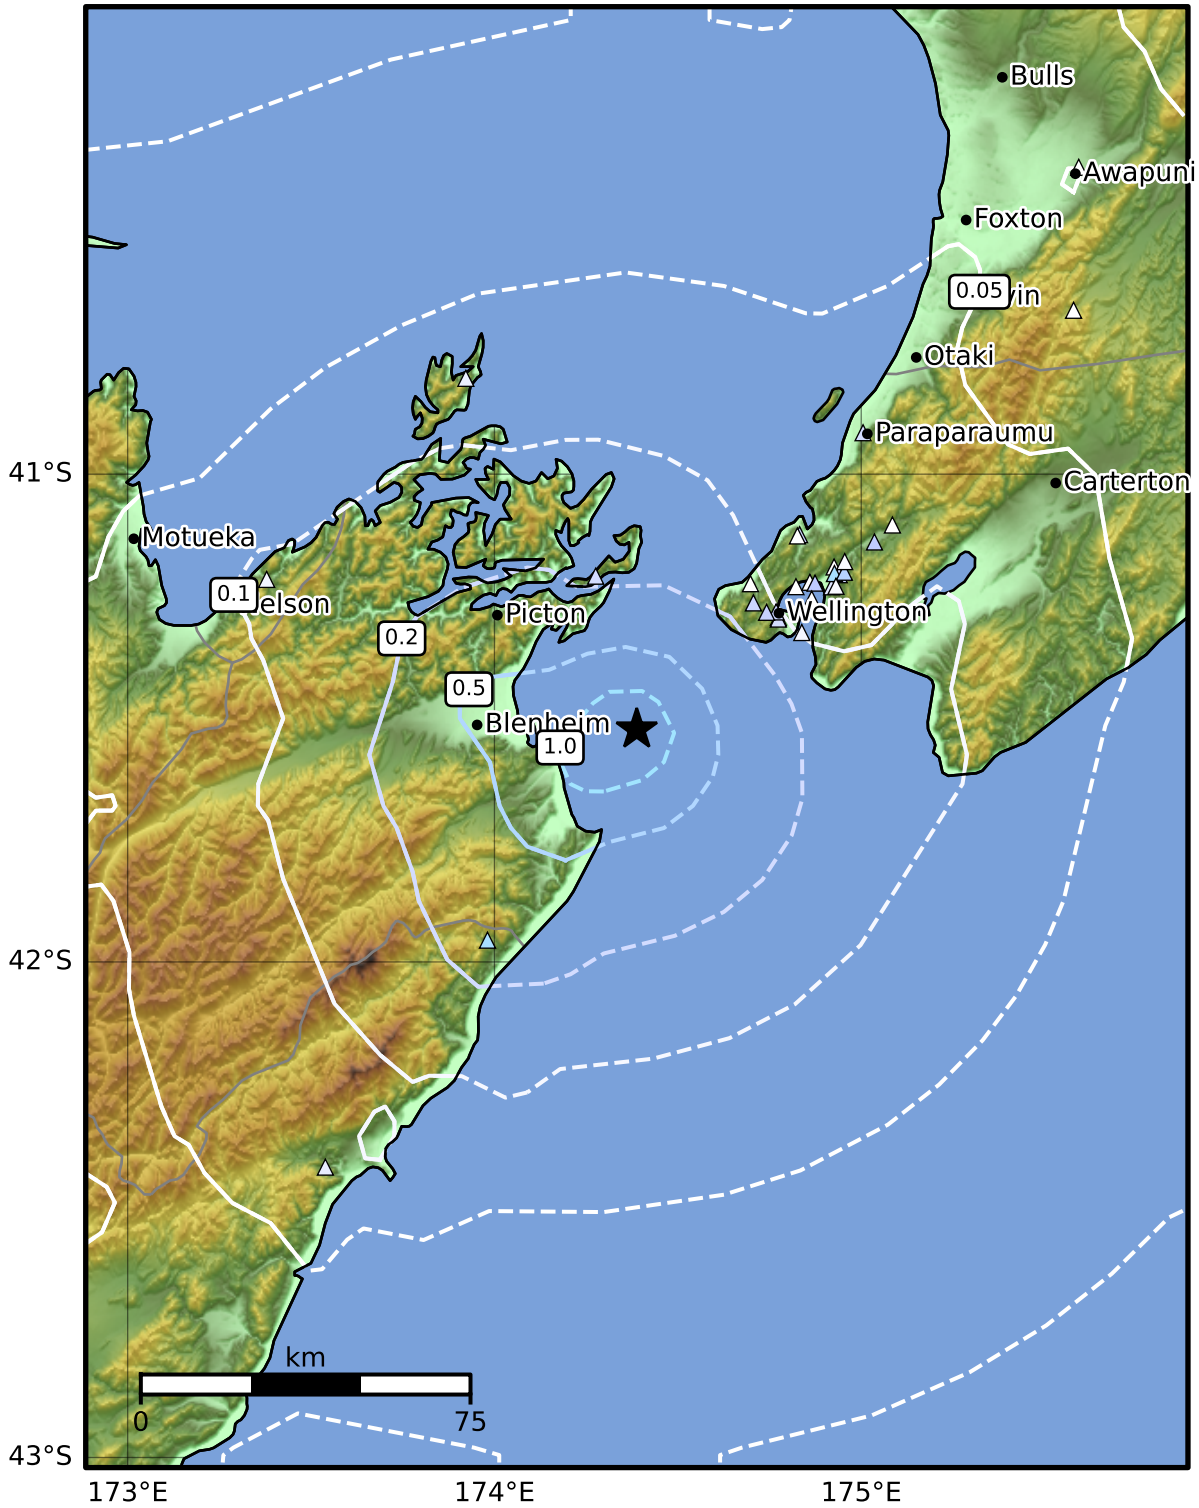 Bulls
Awapuni
Foxton
0.05
vin
Otaki
Paraparaumu
41°S
Carterton
Motueka
0.1
elson
Picton
Wellington
0.2
0.5
Blenheim
1.0
42°S
km
0
75
43°S
173°E
174°E
175°E